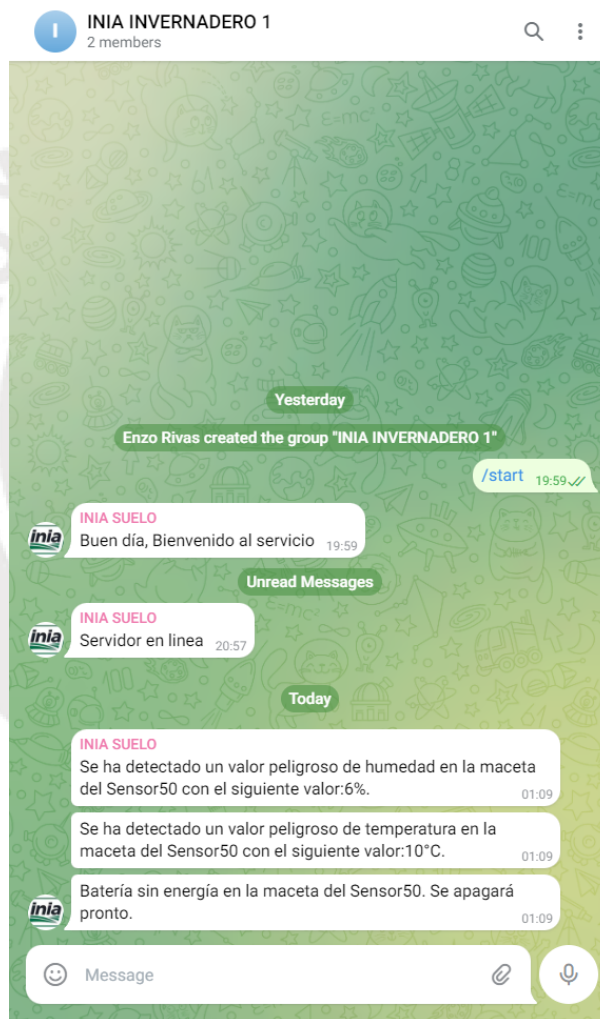 I
INIA INVERNADERO 1
2 members
Yesterday
Enzo Rivas created the group "INIA INVERNADERO 1"
/start 19:59
INIA SUELO
inia
Buen día, Bienvenido al servicio 19:59
Unread Messages
INIA SUELO
inia
Servidor en linea 20:57
Today
INIA SUELO
Se ha detectado un valor peligroso de humedad en la maceta
del Sensor50 con el siguiente valor:6%.
01:09
Se ha detectado un valor peligroso de temperatura en la
maceta del Sensor50 con el siguiente valor:10°C.
01:09
Batería sin energía en la maceta del Sensor50. Se apagará
inia
pronto.
01:09
Message